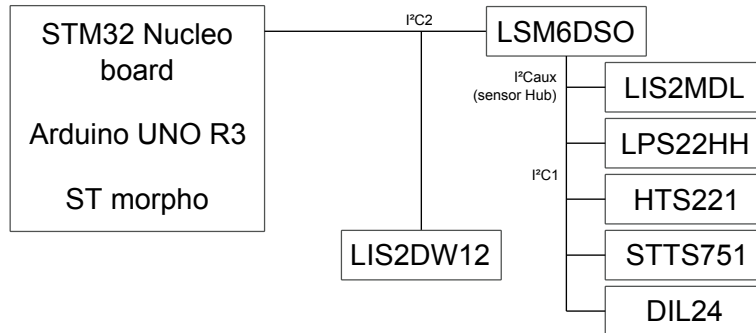 STM32 Nucleo
board
Arduino UNO R3
ST morpho
I²C2
LSM6DSO
I²Caux
(sensor Hub)
LIS2MDL
LPS22HH
I²C1
HTS221
LIS2DW12
STTS751
DIL24